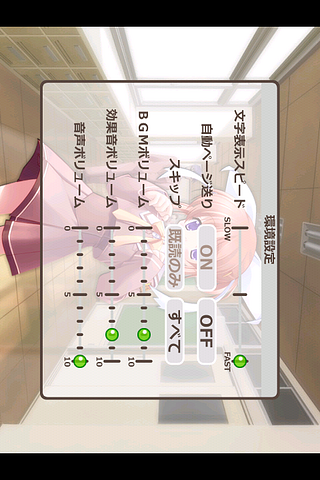 環境設定
文字表示スピード
SLOW FAST
自動ページ送り ON OFF
スキップ 既読のみ すべて
BGMボリューム
0 5 10
効果音ボリューム
音声ボリューム
0 5 10